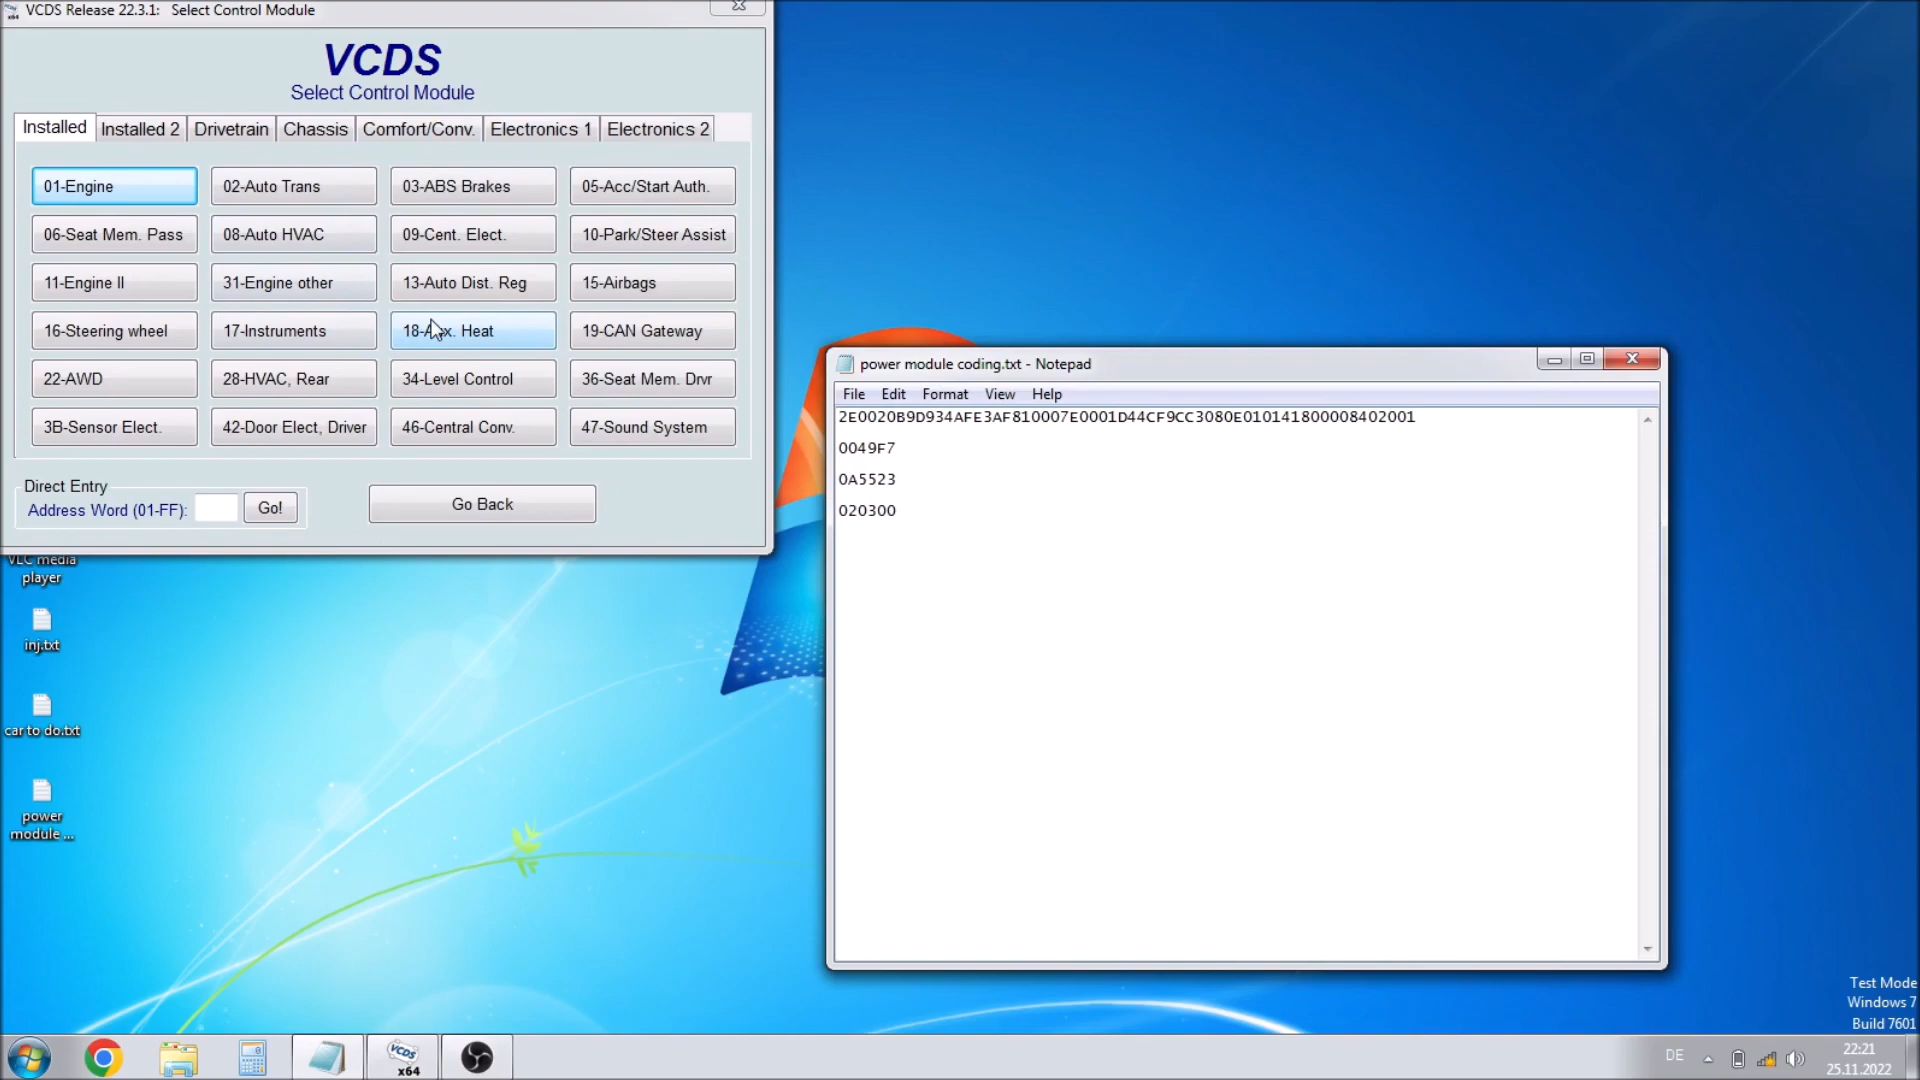 VCDS Release 22.3.1: Select Control Module
VCDS
Select Control Module
Installed Installed 2 Drivetrain Chassis Comfort/Conv. Electronics 1 Electronics 2
01-Engine 02-Auto Trans 03-ABS Brakes 05-Acc/Start Auth.
06-Seat Mem. Pass 08-Auto HVAC 09-Cent. Elect. 10-Park/Steer Assist
11-Engine II 31-Engine other 13-Auto Dist. Reg 15-Airbags
16-Steering wheel 17-Instruments 18-Aux. Heat 19-CAN Gateway
22-AWD 28-HVAC, Rear 34-Level Control 36-Seat Mem. Drvr
3B-Sensor Elect. 42-Door Elect, Driver 46-Central Conv. 47-Sound System
Direct Entry
Address Word (01-FF): Go! Go Back
power module coding.txt - Notepad
File Edit Format View Help
2E0020B9D934AFE3AF810007E0001D44CF9CC3080E010141800008402001
0049F7
0A5523
020300
VLC media
player
inj.txt
car to do.txt
power
module ...
Test Mode
Windows 7
Build 7601
VCDS
x64
DE
22:21
25.11.2022